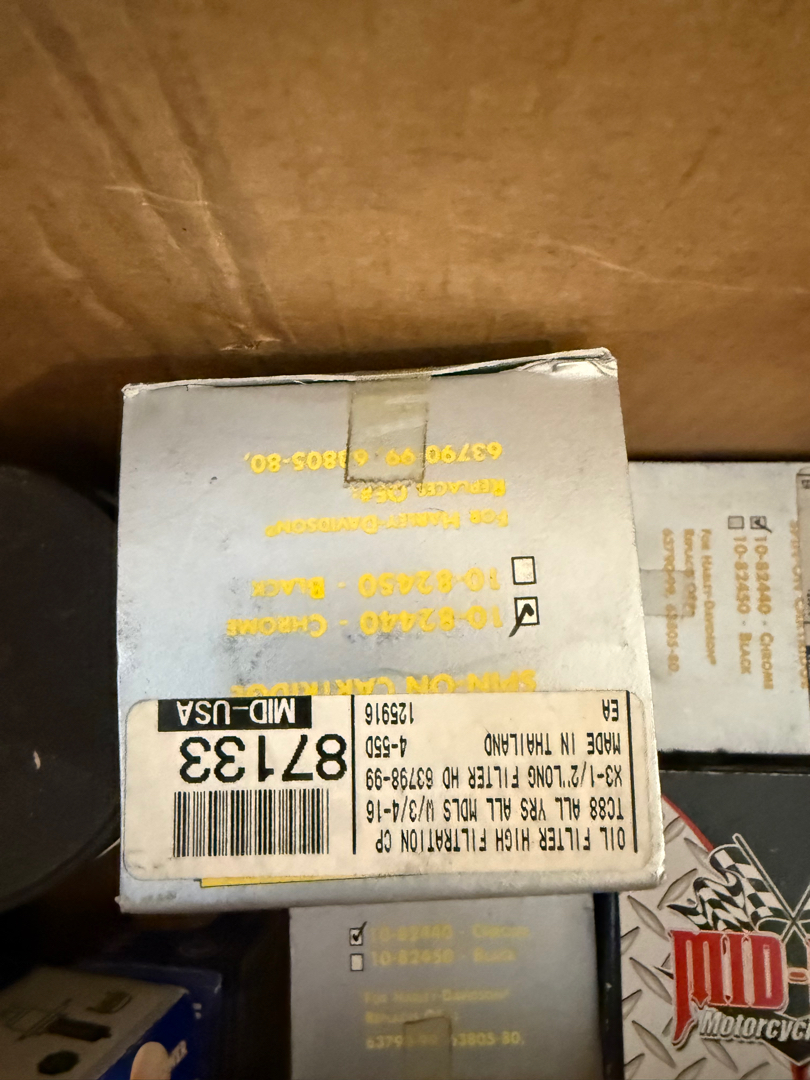 OIL FILTER HIGH FILTRATION CP
TC88 ALL YRS ALL MDLS W/3/4-16
X3-1/2"LONG FILTER HD 63798-99
MADE IN THAILAND 4-55D
EA 125916
87133
MID-USA
SPIN-ON CARTRIDGE
10-82440 - CHROME
10-82450 - BLACK
FOR HARLEY-DAVIDSON®
REPLACES OE#:
63790-99, 63805-80,
10-82440 - CHROME
10-82450 - BLACK
FOR HARLEY-DAVIDSON®
REPLACES OE#:
63790-99, 63805-80,
10-82440 - CHROME
10-82450 - BLACK
FOR HARLEY-DAVIDSON®
REPLACES OE#:
63790-99, 63805-80,
MID-
Motorcyc